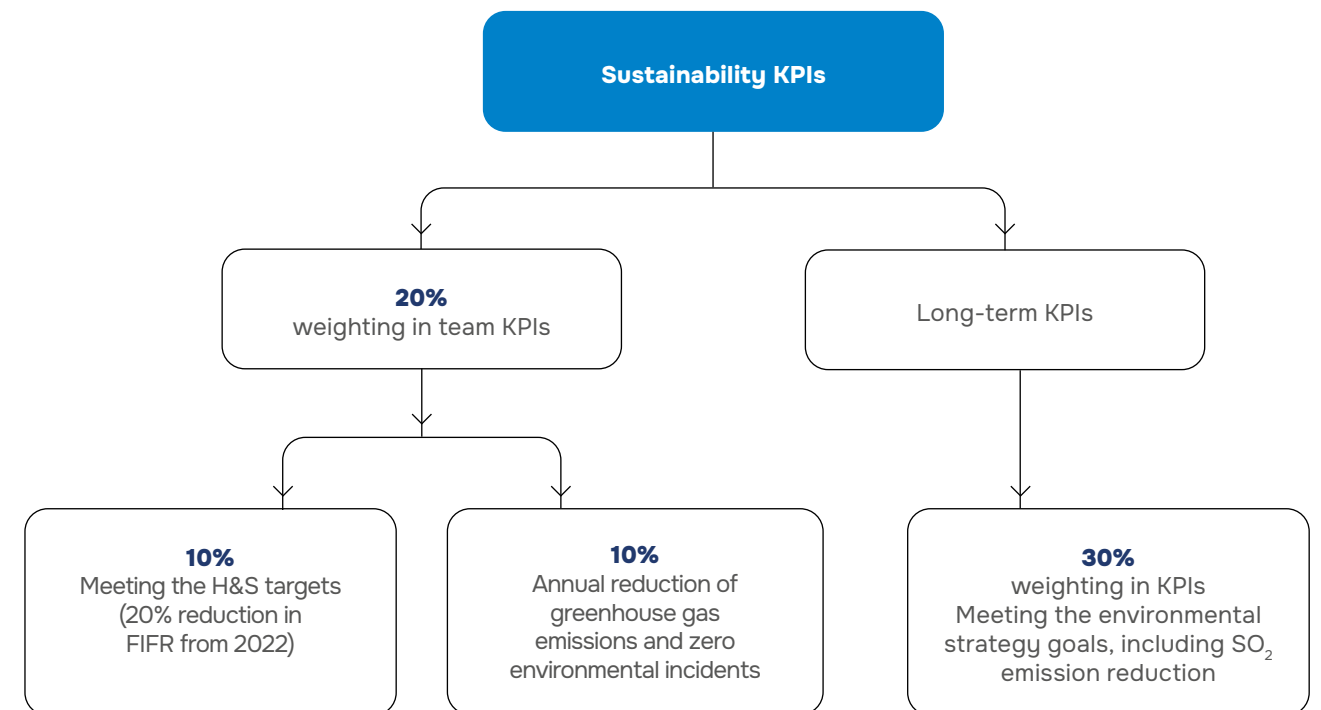 Sustainability KPIs
20%
weighting in team KPIs
Long-term KPIs
10%
Meeting the H&S targets
(20% reduction in
FIFR from 2022)
10%
Annual reduction of
greenhouse gas
emissions and zero
environmental incidents
30%
weighting in KPIs
Meeting the environmental
strategy goals, including SO₂
emission reduction